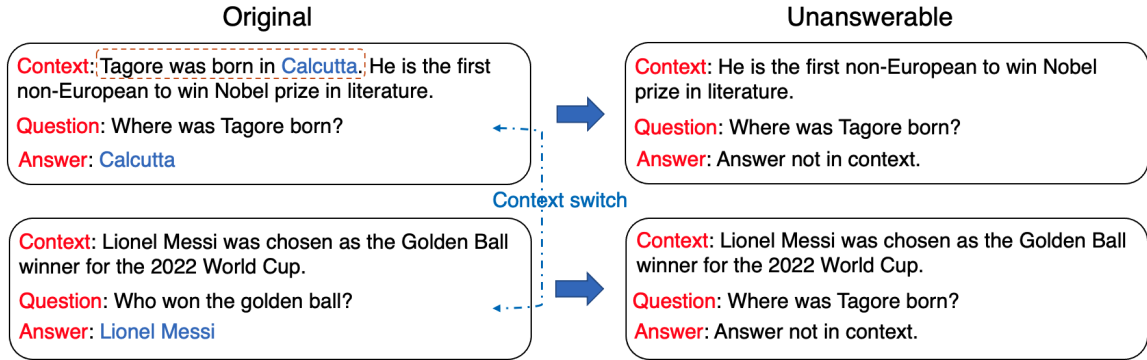 Original
Context: Tagore was born in Calcutta. He is the first
non-European to win Nobel prize in literature.
Question: Where was Tagore born?
Answer: Calcutta
Unanswerable
Context: He is the first non-European to win Nobel
prize in literature.
Question: Where was Tagore born?
Answer: Answer not in context.
Context switch
Context: Lionel Messi was chosen as the Golden Ball
winner for the 2022 World Cup.
Question: Who won the golden ball?
Answer: Lionel Messi
Context: Lionel Messi was chosen as the Golden Ball
winner for the 2022 World Cup.
Question: Where was Tagore born?
Answer: Answer not in context.